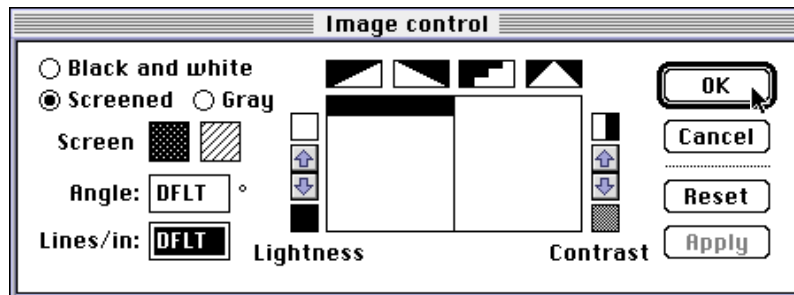 Image control
Black and white
Screened Gray
Screen
Angle: DFLT °
Lines/in: DFLT
Lightness
Contrast
OK
Cancel
Reset
Apply